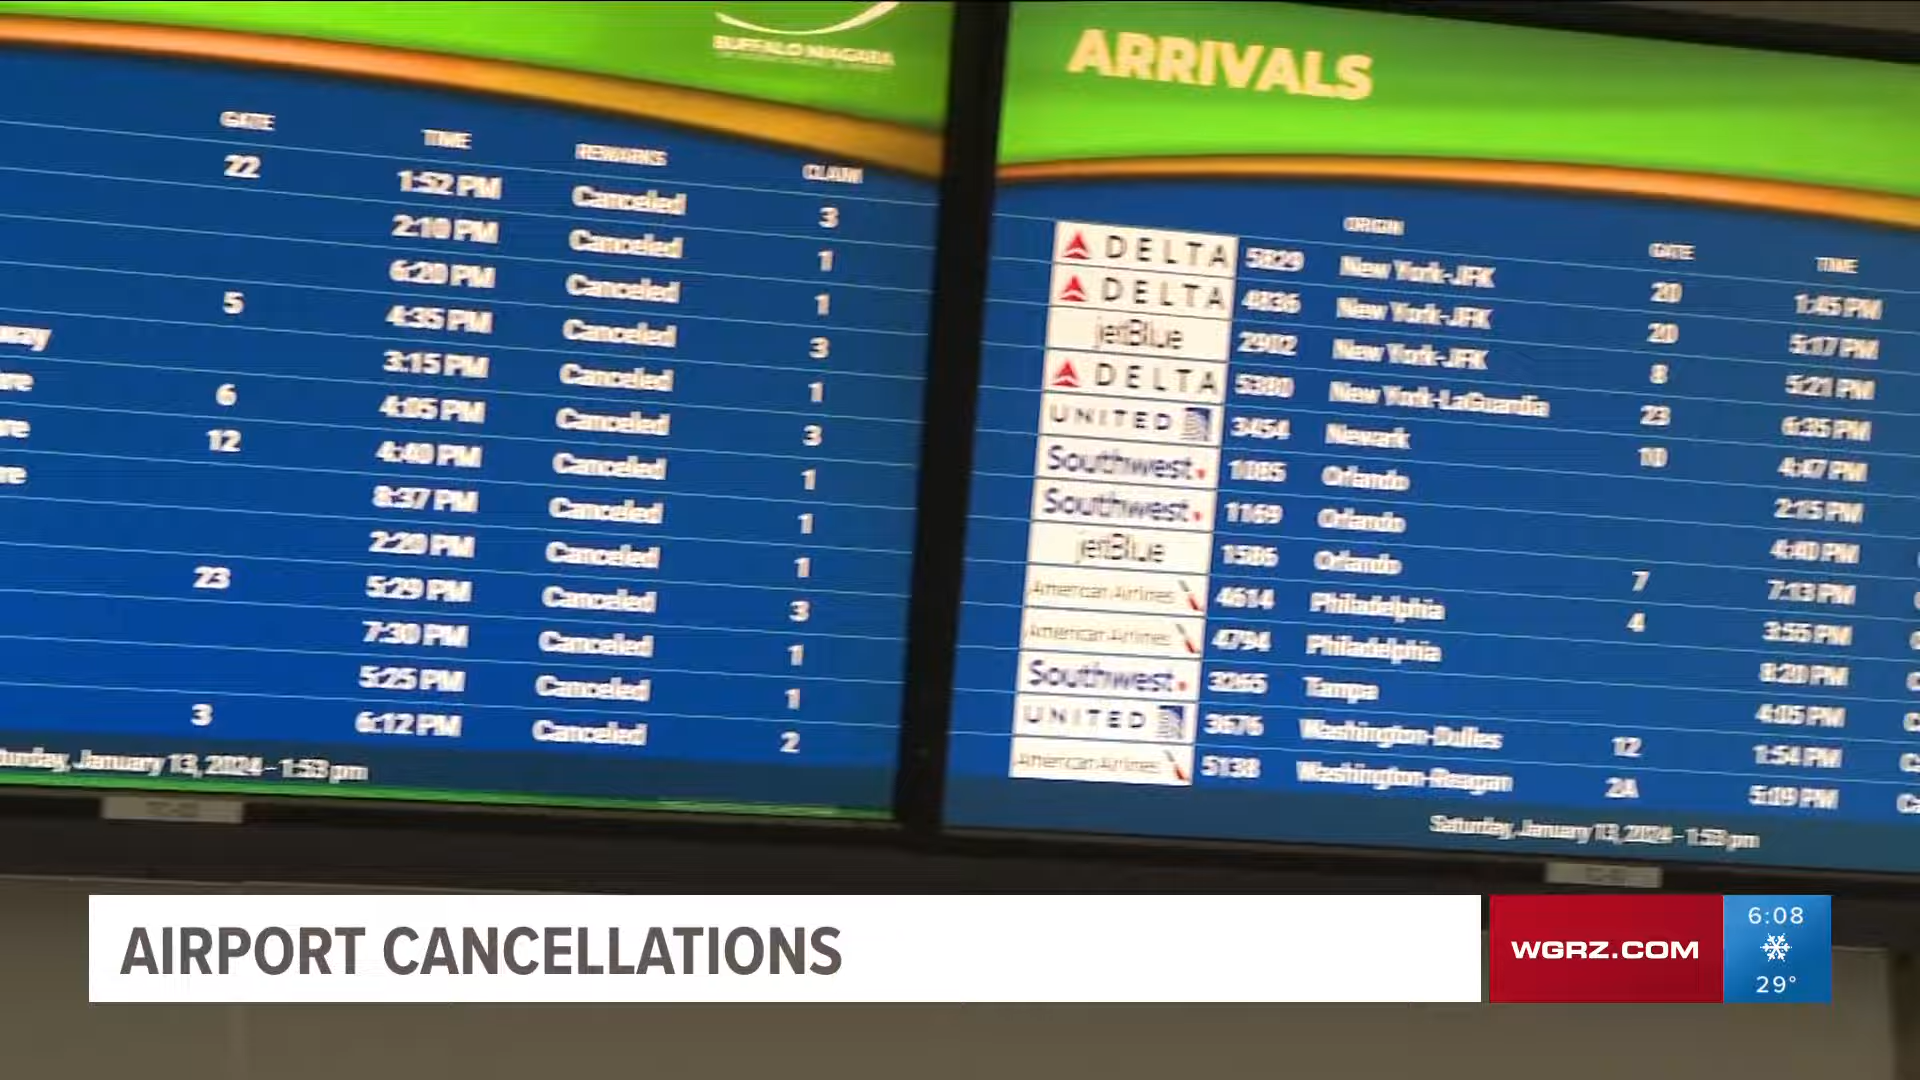 BUFFALO NIAGARA
GATE TIME REMARKS CLAIM
22 1:52 PM Canceled 3
2:10 PM Canceled 1
6:20 PM Canceled 1
5 4:35 PM Canceled 3
way 3:15 PM Canceled 1
re 6 4:05 PM Canceled 3
re 12 4:40 PM Canceled 1
re 8:37 PM Canceled 1
2:20 PM Canceled 1
23 5:29 PM Canceled 3
7:30 PM Canceled 1
5:25 PM Canceled 1
3 6:12 PM Canceled 2
turday, January 13, 2024 - 1:53 pm
ARRIVALS
ORIGIN GATE TIME
DELTA 5829 New York-JFK 20 1:45 PM
DELTA 4836 New York-JFK 20 5:17 PM
jetBlue 2902 New York-JFK 8 5:21 PM
DELTA New York-LaGuardia 23 6:35 PM
UNITED 3454 Newark 10 4:47 PM
Southwest 1085 Orlando 2:15 PM
Southwest 1169 Orlando 4:40 PM
jetBlue 1586 Orlando 7 7:13 PM
American Airlines 4614 Philadelphia 4 3:55 PM
American Airlines 4794 Philadelphia 8:20 PM
Southwest 3265 Tampa 4:05 PM
UNITED 3676 Washington-Dulles 12 1:54 PM Ca
American Airlines 5138 Washington-Reagan 2A 5:09 PM Ca
Saturday, January 13, 2024 - 1:53 pm
AIRPORT CANCELLATIONS
WGRZ.COM
6:08
29°